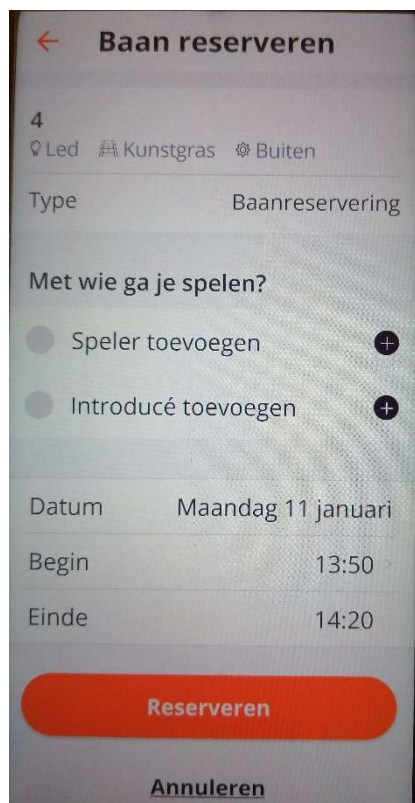 Baan reserveren
4
Led Kunstgras Buiten
Type Baanreservering
Met wie ga je spelen?
Speler toevoegen
Introducé toevoegen
Datum Maandag 11 januari
Begin 13:50
Einde 14:20
Reserveren
Annuleren